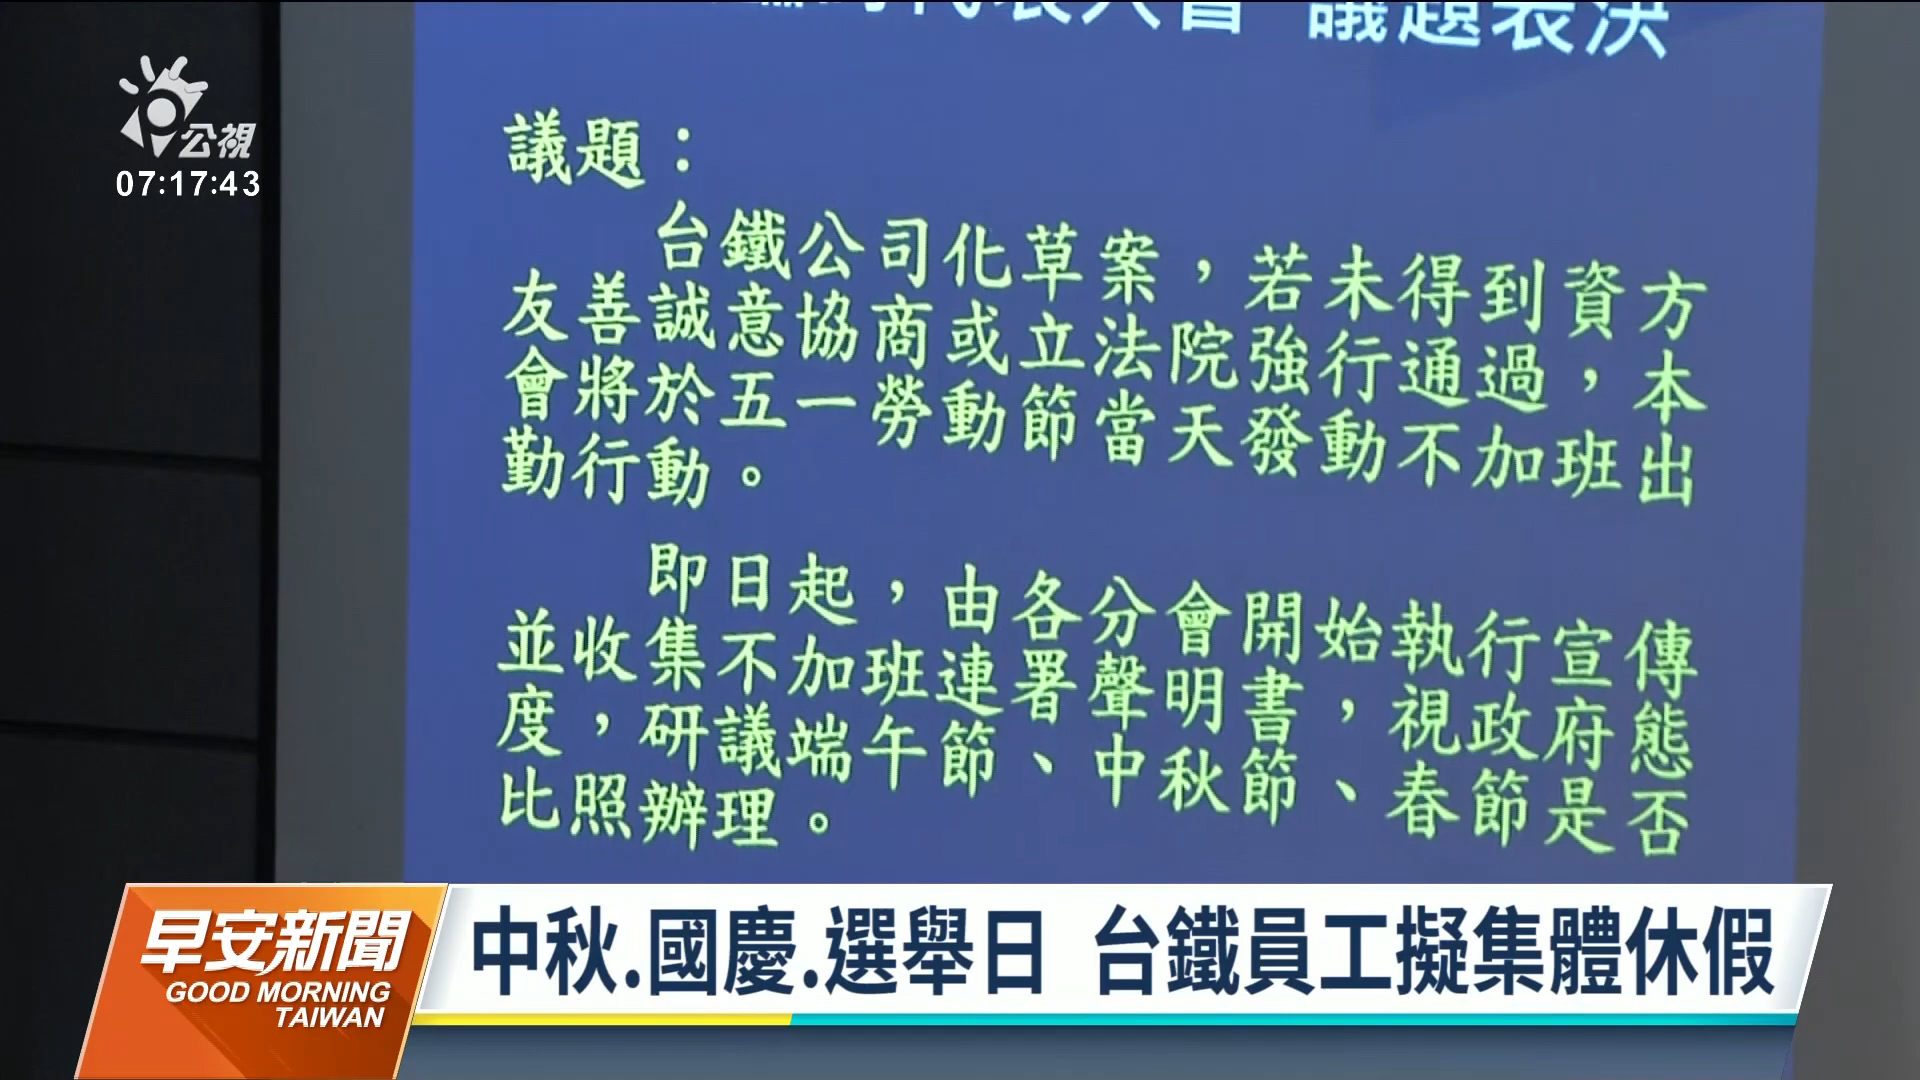 代表大會 議題表決
公視
07:17:43
議題：
台鐵公司化草案，若未得到資方
友善誠意協商或立法院強行通過，本
會將於五一勞動節當天發動不加班出
勤行動。
即日起，由各分會開始執行宣傳
並收集不加班連署聲明書，視政府態
度，研議端午節、中秋節、春節是否
比照辦理。
早安新聞
GOOD MORNING
TAIWAN
中秋.國慶.選舉日 台鐵員工擬集體休假